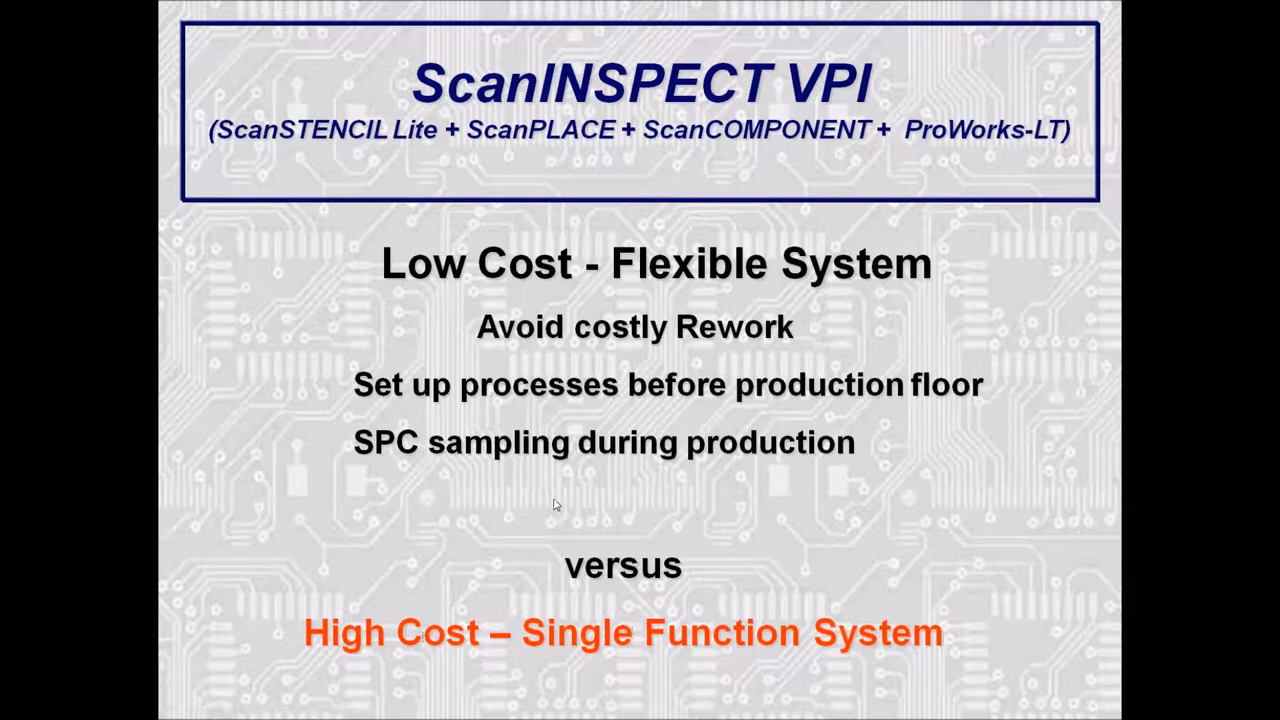 ScanINSPECT VPI
(ScanSTENCIL Lite + ScanPLACE + ScanCOMPONENT + ProWorks-LT)
Low Cost - Flexible System
Avoid costly Rework
Set up processes before production floor
SPC sampling during production
versus
High Cost – Single Function System